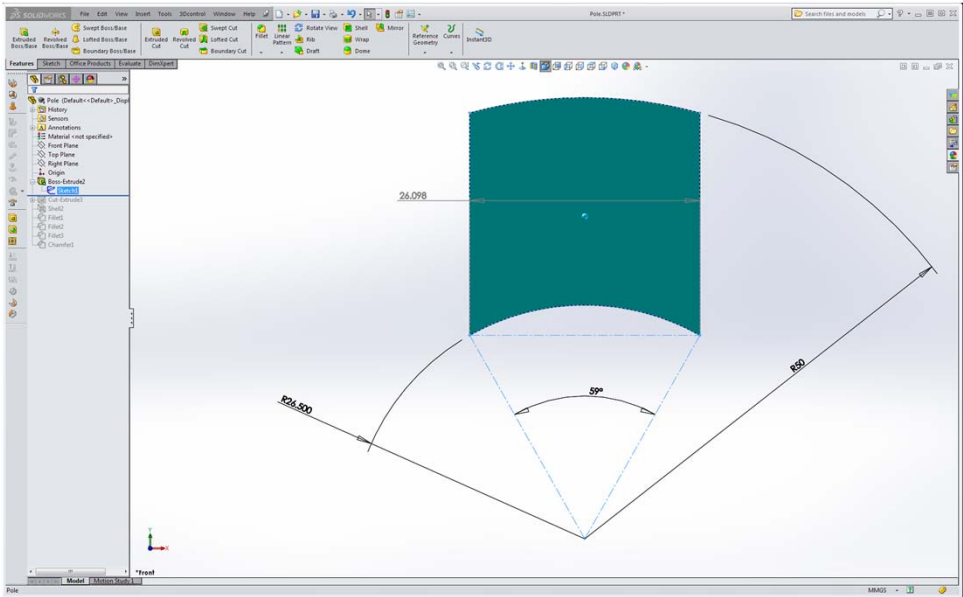 SOLIDWORKS File Edit View Insert Tools 3Dcontrol Window Help Pole.SLDPRT * Search files and models
Extruded Boss/Base
Revolved Boss/Base
Swept Boss/Base
Lofted Boss/Base
Boundary Boss/Base
Extruded Cut
Revolved Cut
Swept Cut
Lofted Cut
Boundary Cut
Fillet
Linear Pattern
Rotate View
Rib
Draft
Shell
Wrap
Dome
Mirror
Reference Geometry
Curves
Instant3D
Features Sketch Office Products Evaluate DimXpert
Pole (Default<<Default>_Displ
History
Sensors
Annotations
Material <not specified>
Front Plane
Top Plane
Right Plane
Origin
Boss-Extrude2
Sketch1
Cut-Extrude3
Shell2
Fillet1
Fillet2
Fillet3
Chamfer1
26.098
R50
59°
R26.500
Y
X
*Front
Model Motion Study 1
Pole MMGS